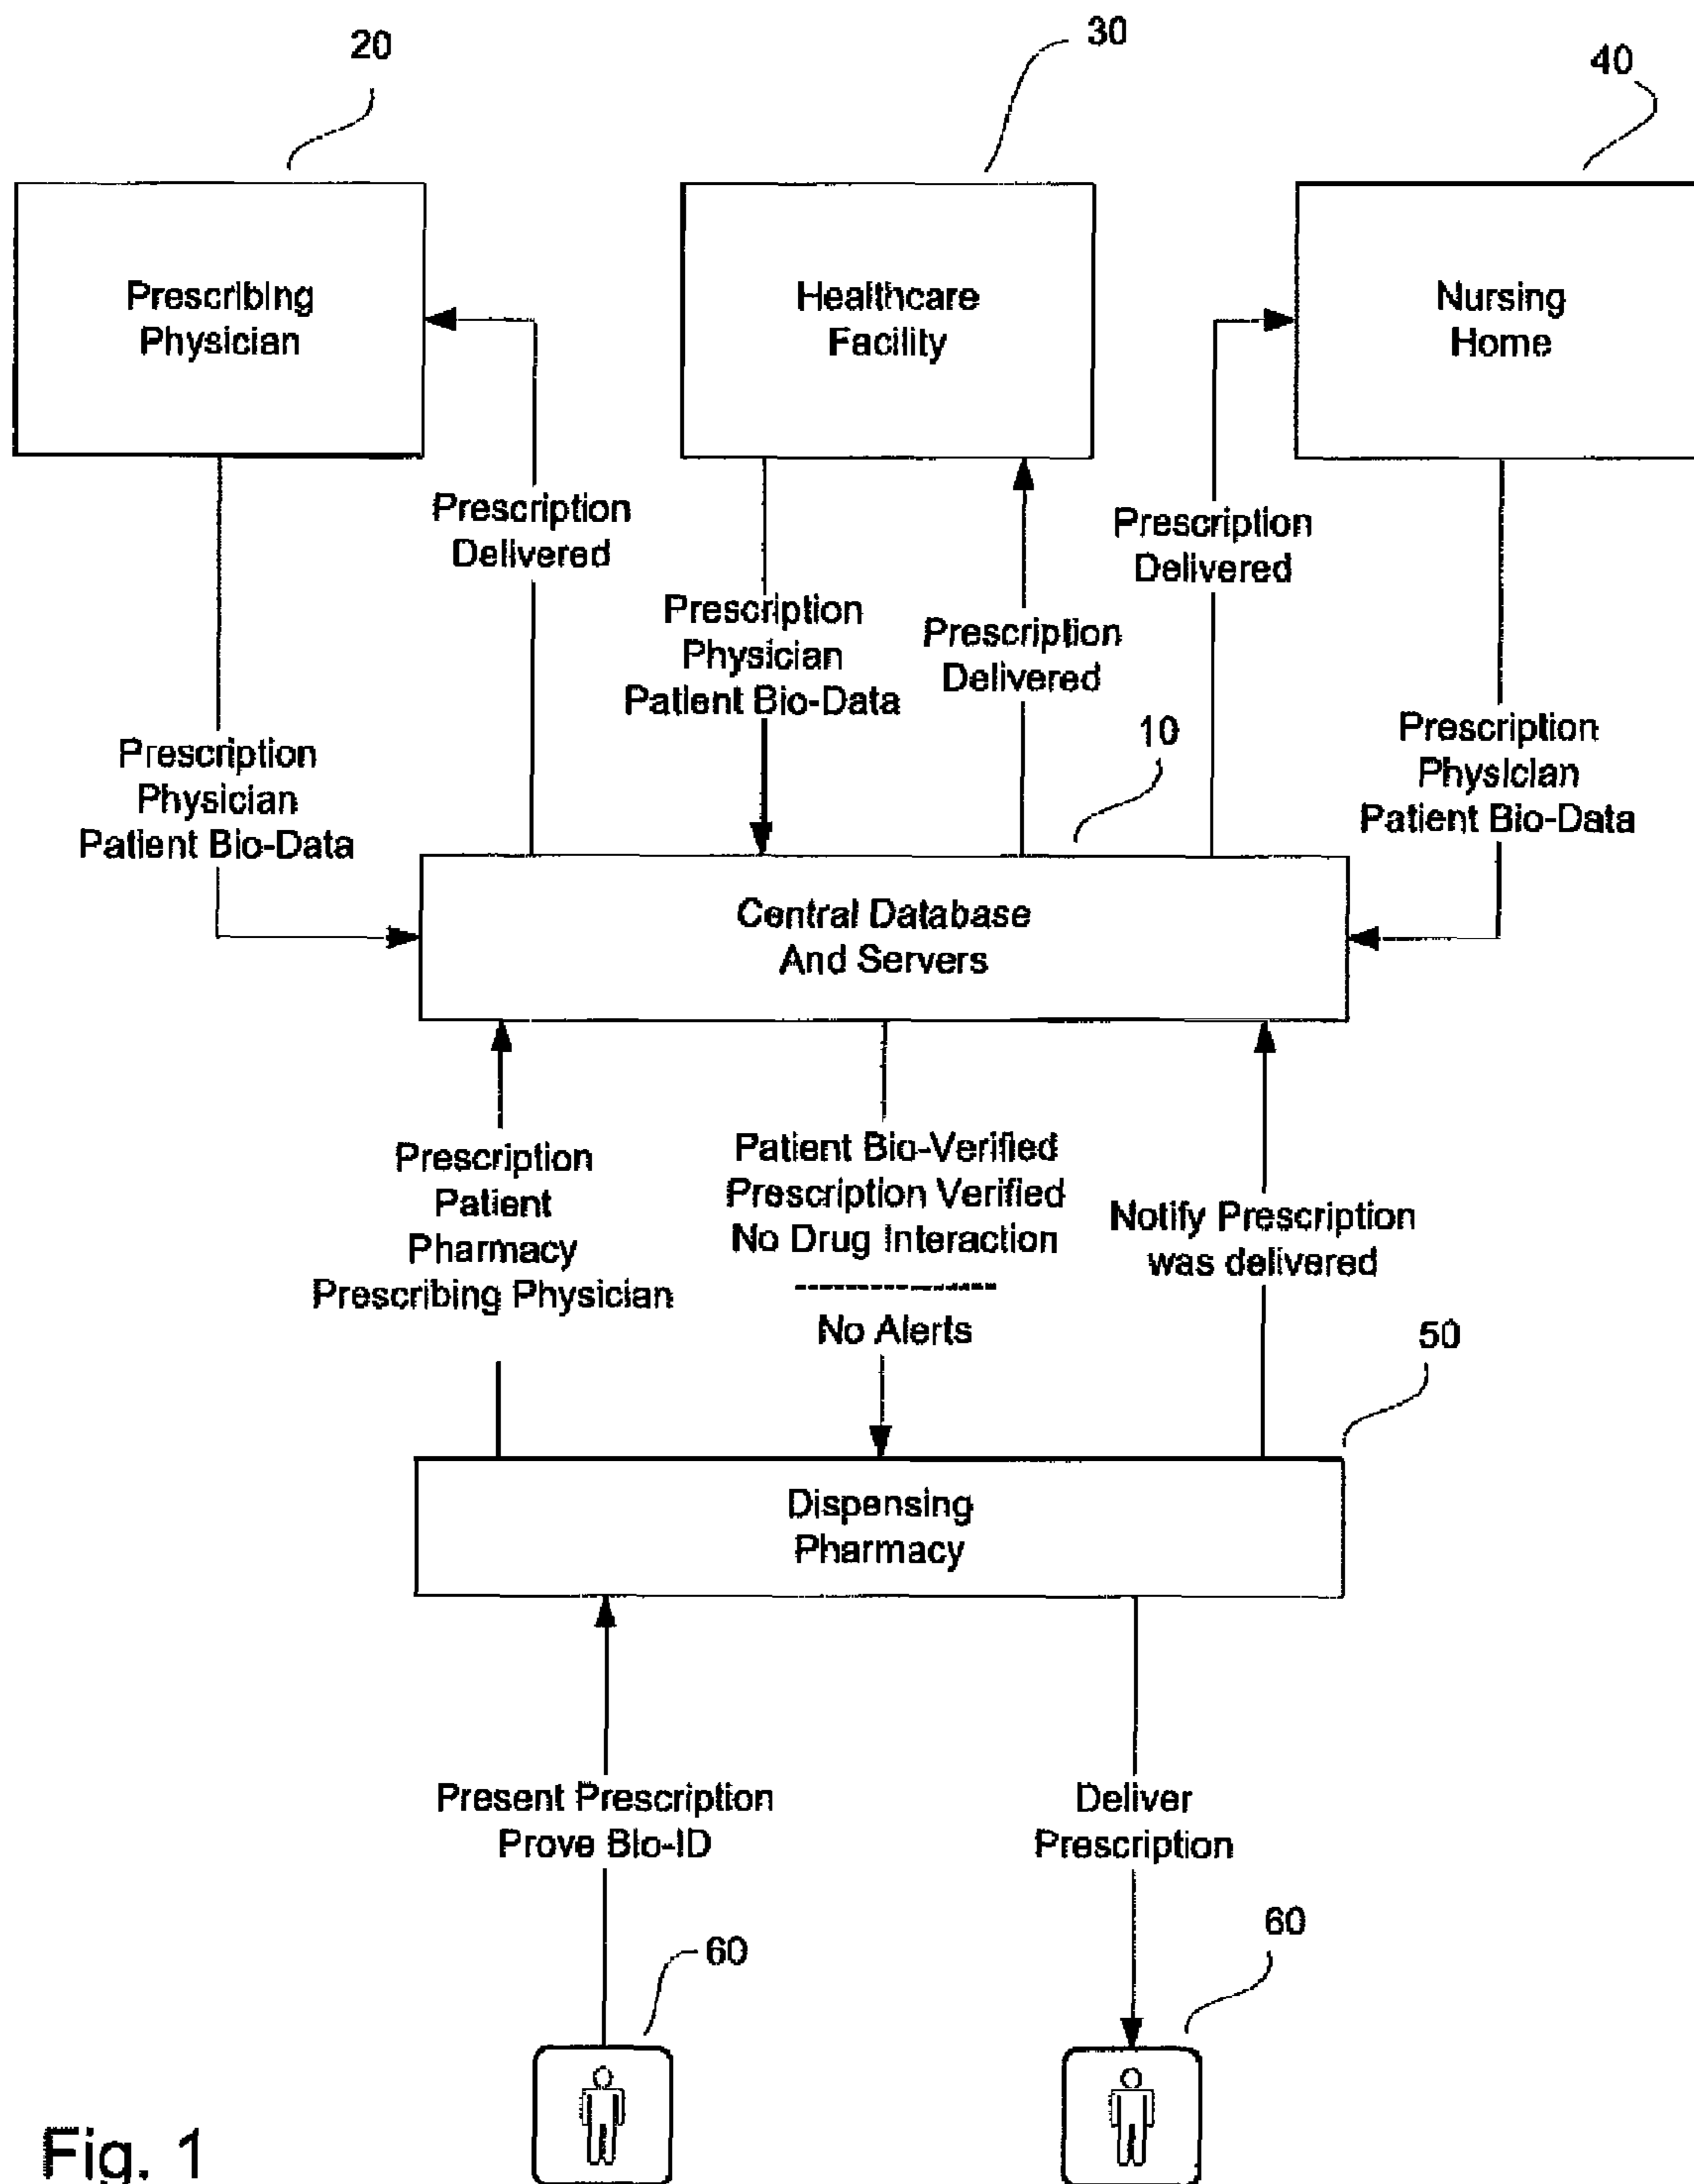 20
30
40
Prescribing
Physician
Healthcare
Facility
Nursing
Home
Prescription
Delivered
Prescription
Delivered
Prescription
Physician
Patient Bio-Data
Prescription
Delivered
Prescription
Physician
Patient Bio-Data
Prescription
Physician
Patient Bio-Data
10
Central Database
And Servers
Prescription
Patient
Pharmacy
Prescribing Physician
Patient Bio-Verified
Prescription Verified
No Drug Interaction
No Alerts
Notify Prescription
was delivered
50
Dispensing
Pharmacy
Present Prescription
Prove Bio-ID
Deliver
Prescription
60
60
Fig. 1